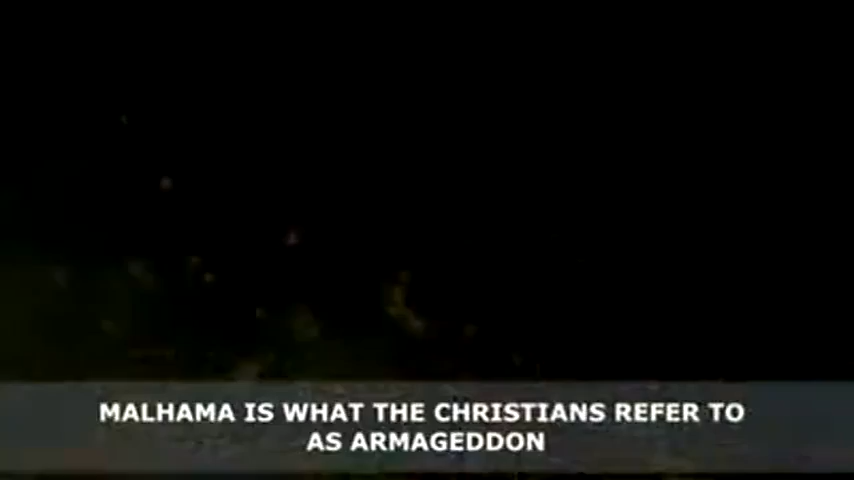 MALHAMA IS WHAT THE CHRISTIANS REFER TO
AS ARMAGEDDON